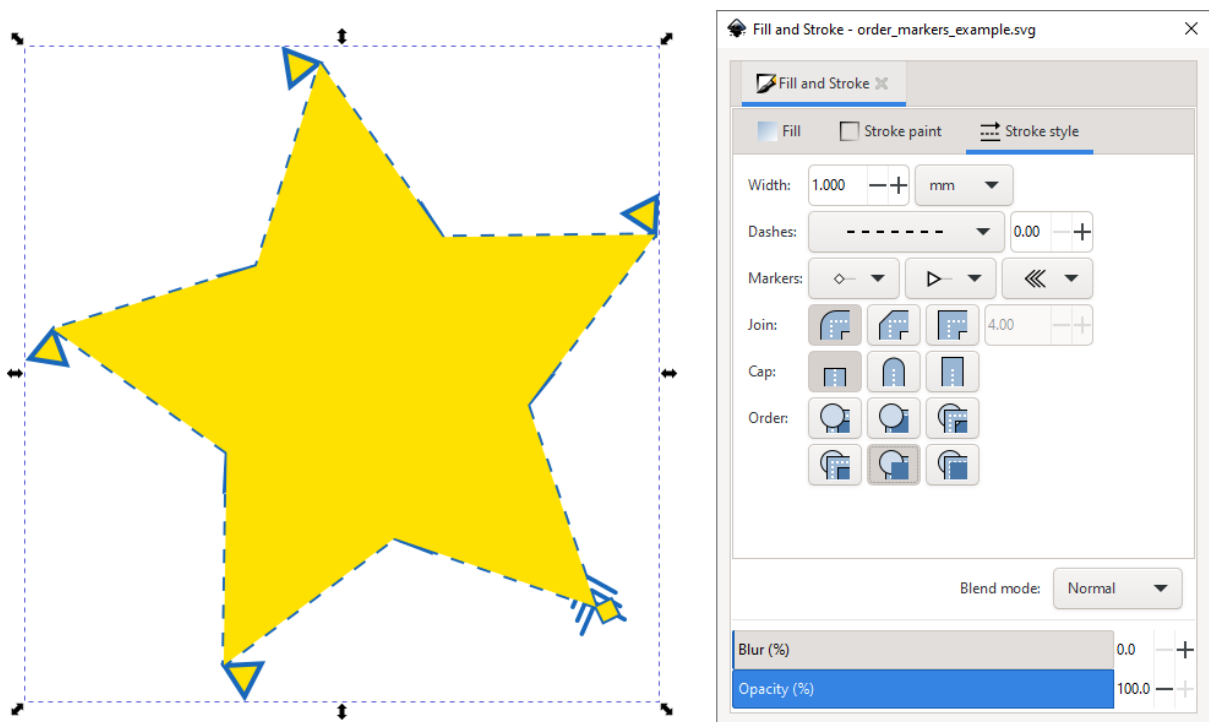 Fill and Stroke - order_markers_example.svg
Fill and Stroke
Fill Stroke paint Stroke style
Width: 1.000 mm
Dashes: 0.00
Markers:
Join: 4.00
Cap:
Order:
Blend mode: Normal
Blur (%) 0.0
Opacity (%) 100.0